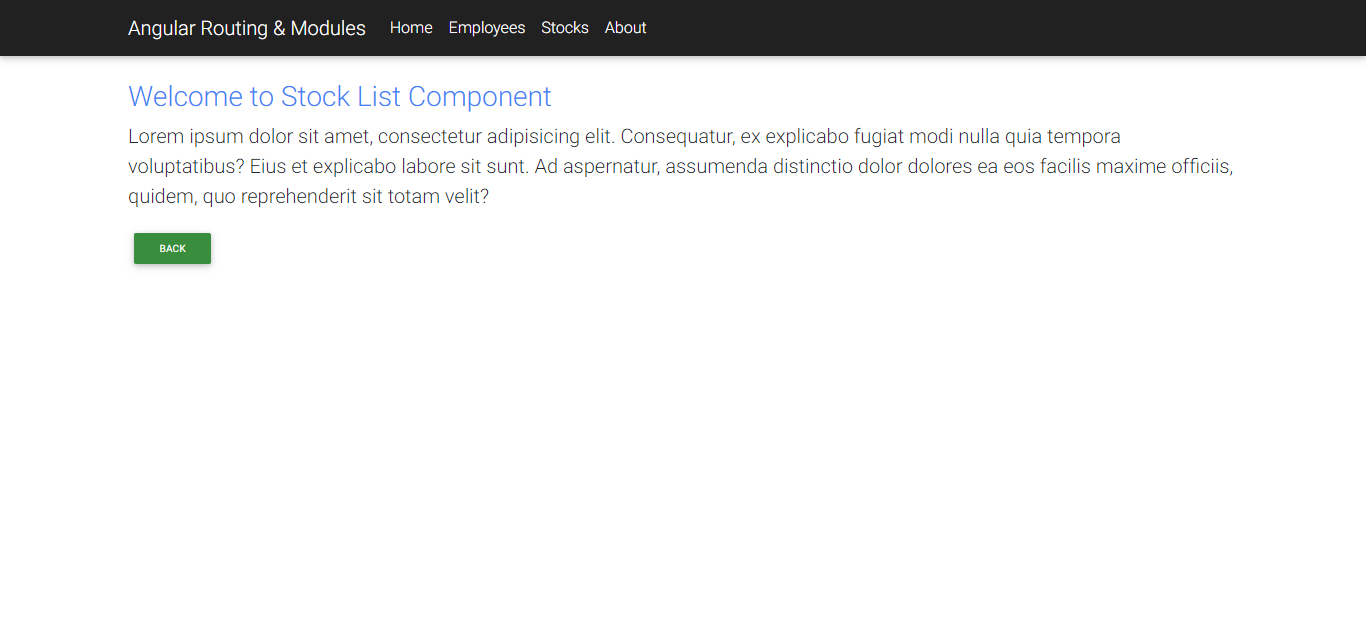 Angular Routing & Modules Home Employees Stocks About
Welcome to Stock List Component
Lorem ipsum dolor sit amet, consectetur adipisicing elit. Consequatur, ex explicabo fugiat modi nulla quia tempora
voluptatibus? Eius et explicabo labore sit sunt. Ad aspernatur, assumenda distinctio dolor dolores ea eos facilis maxime officiis,
quidem, quo reprehenderit sit totam velit?
BACK